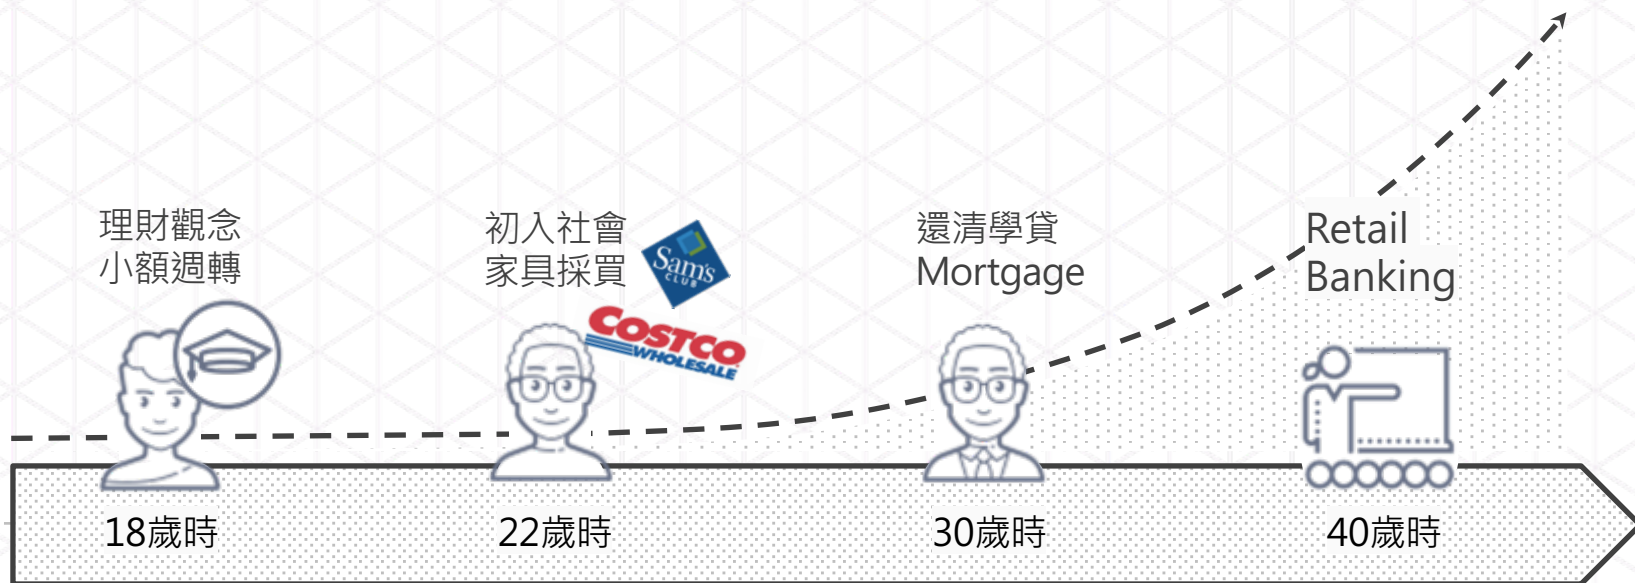 理財觀念
小額週轉
初入社會
家具採買
Sam's
CLUB
COSTCO
WHOLESALE
還清學貸
Mortgage
Retail
Banking
18歲時
22歲時
30歲時
40歲時